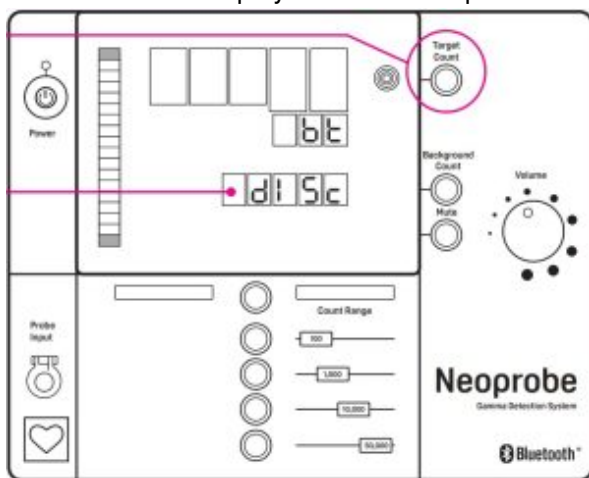 Target
Count
Power
bt
Background
Count
dISc
Mute
Volume
Count Range
Probe
Input
100
1,000
10,000
50,000
Neoprobe
Gamma Detection System
Bluetooth™